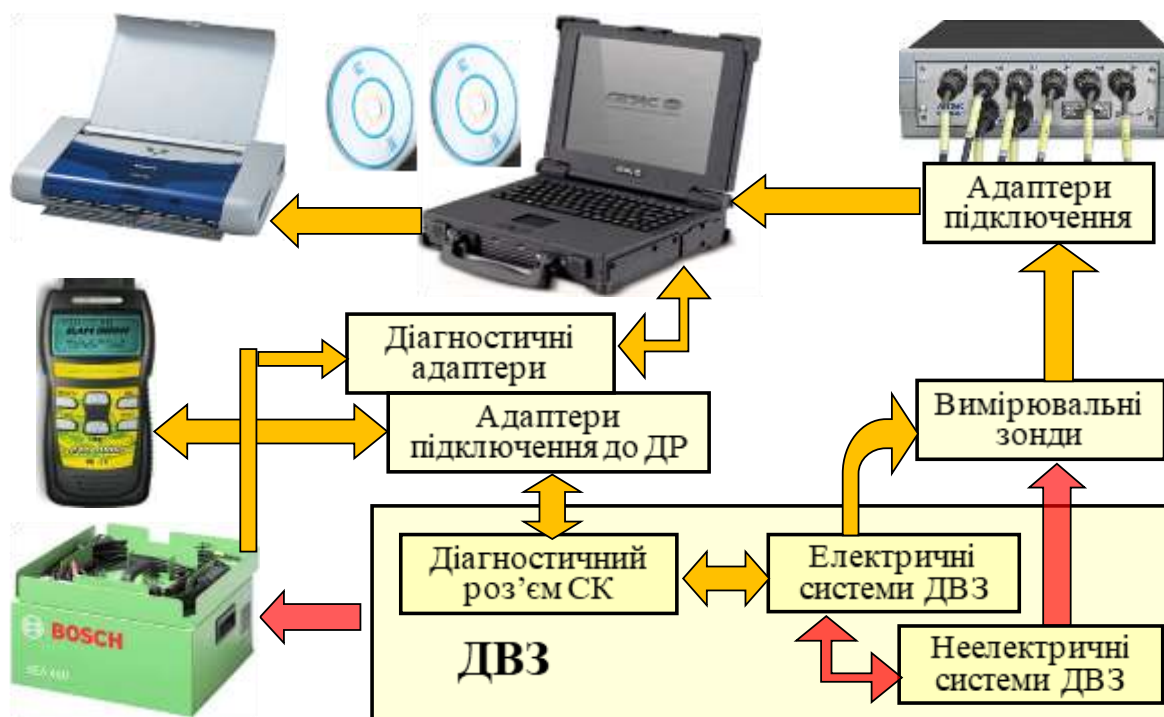 Адаптери
підключення
Діагностичні
адаптери
Адаптери
підключення до ДР
Вимірювальні
зонди
Діагностичний
роз’єм СК
Електричні
системи ДВЗ
BOSCH
ДВЗ
Неелектричні
системи ДВЗ